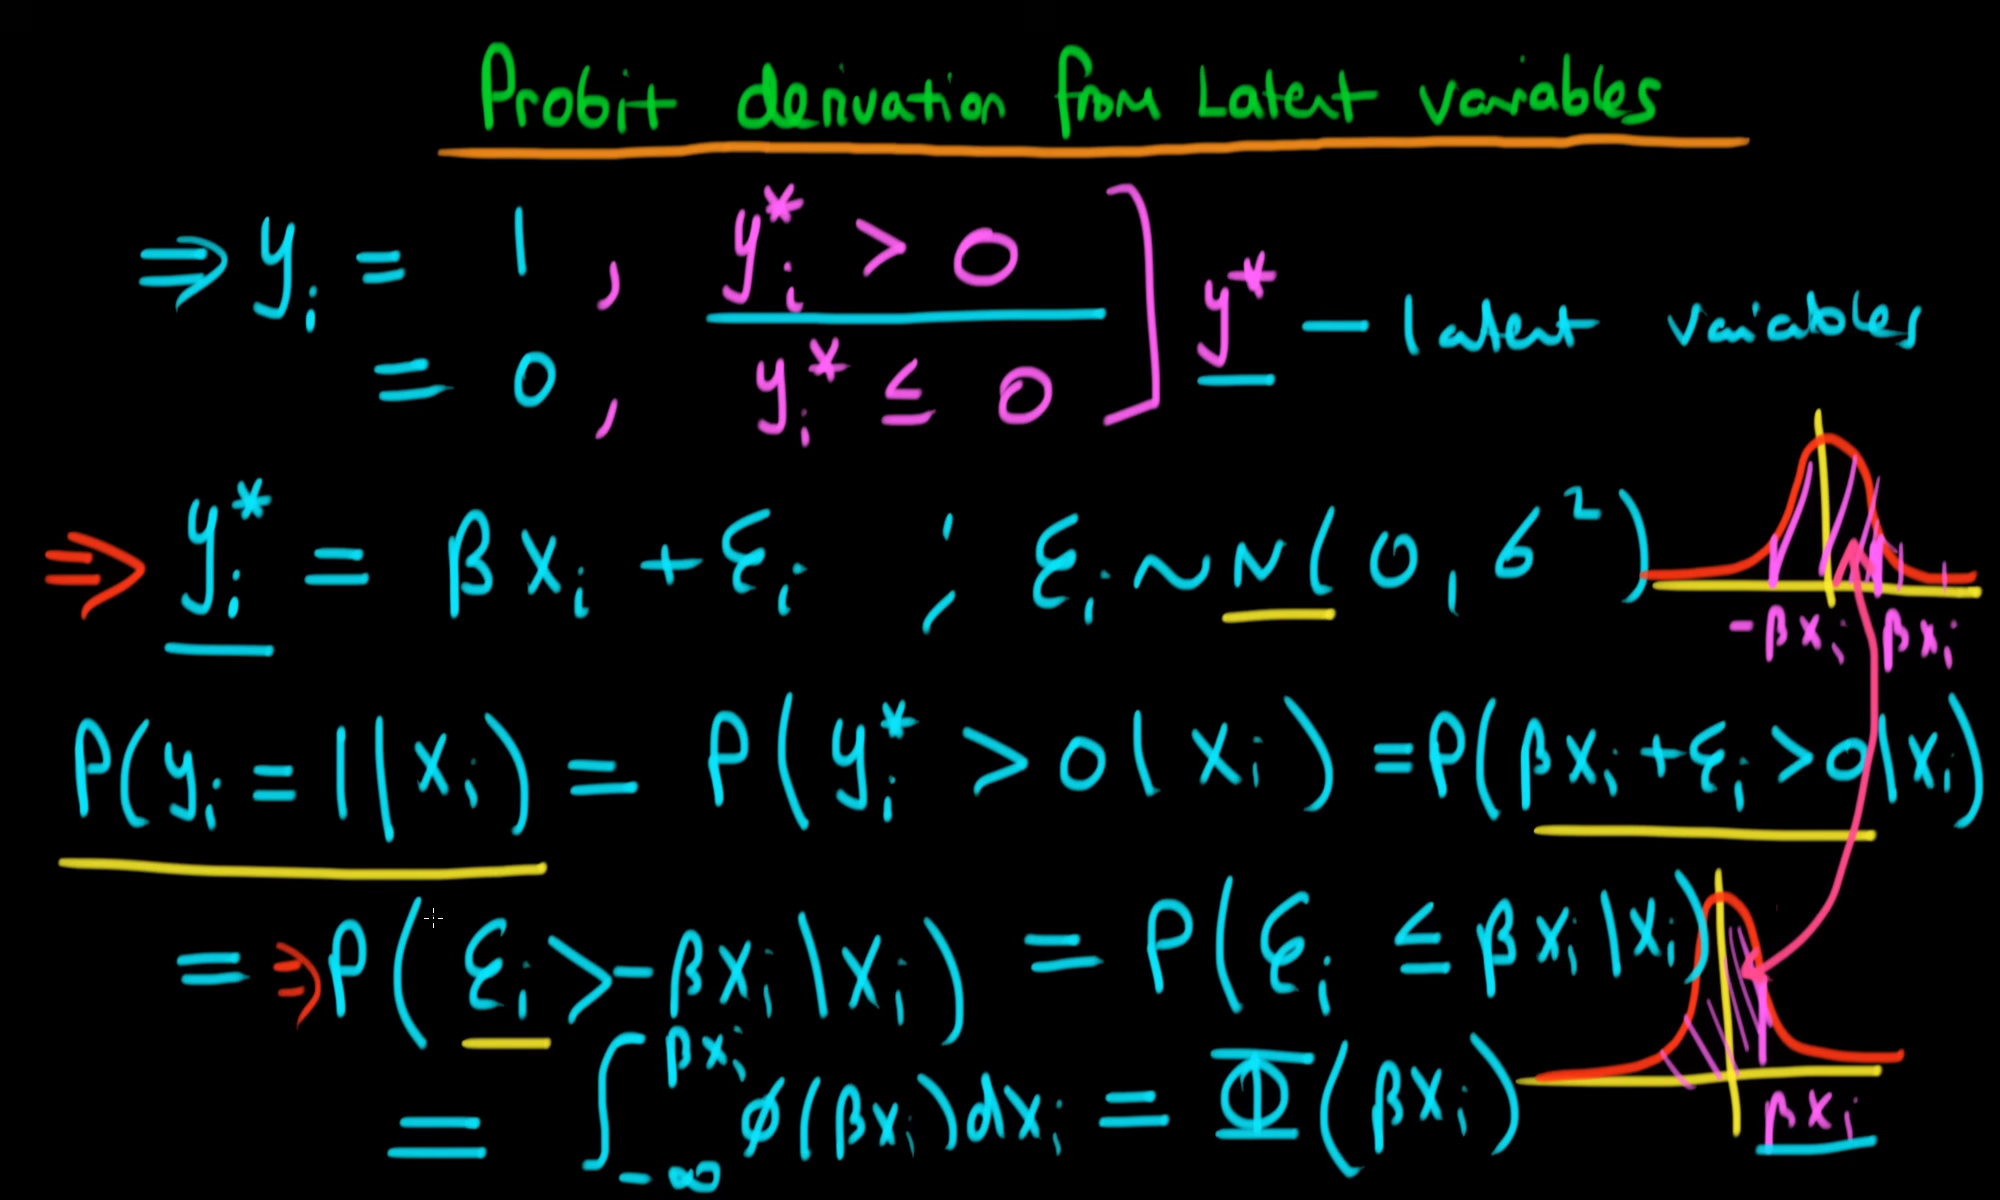 Probit derivation from Latent variables
⇒ yᵢ = 1 , yᵢ* > 0
= 0 , yᵢ* ≤ 0 ] y* – latent variables
⇒ yᵢ* = βxᵢ + εᵢ ; εᵢ ~ N(0, σ²)
-βxᵢ βxᵢ
P(yᵢ = 1 | xᵢ) = P(yᵢ* > 0 | xᵢ) = P(βxᵢ + εᵢ > 0 | xᵢ)
= ⇒ P(εᵢ > -βxᵢ | xᵢ) = P(εᵢ ≤ βxᵢ | xᵢ)
= ∫_{-∞}^{βxᵢ} ϕ(βxᵢ)dxᵢ = Φ(βxᵢ)
βxᵢ